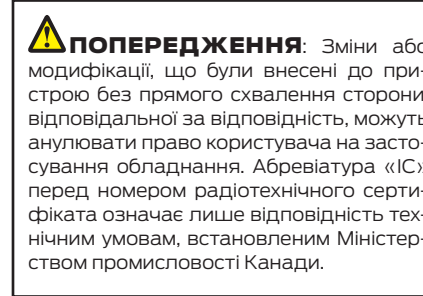 ПОПЕРЕДЖЕННЯ: Зміни або
модифікації, що були внесені до при-
строю без прямого схвалення сторони
відповідальної за відповідність, можуть
анулювати право користувача на засто-
сування обладнання. Абревіатура «IC»
перед номером радіотехнічного серти-
фіката означає лише відповідність тех-
нічним умовам, встановленим Міністер-
ством промисловості Канади.